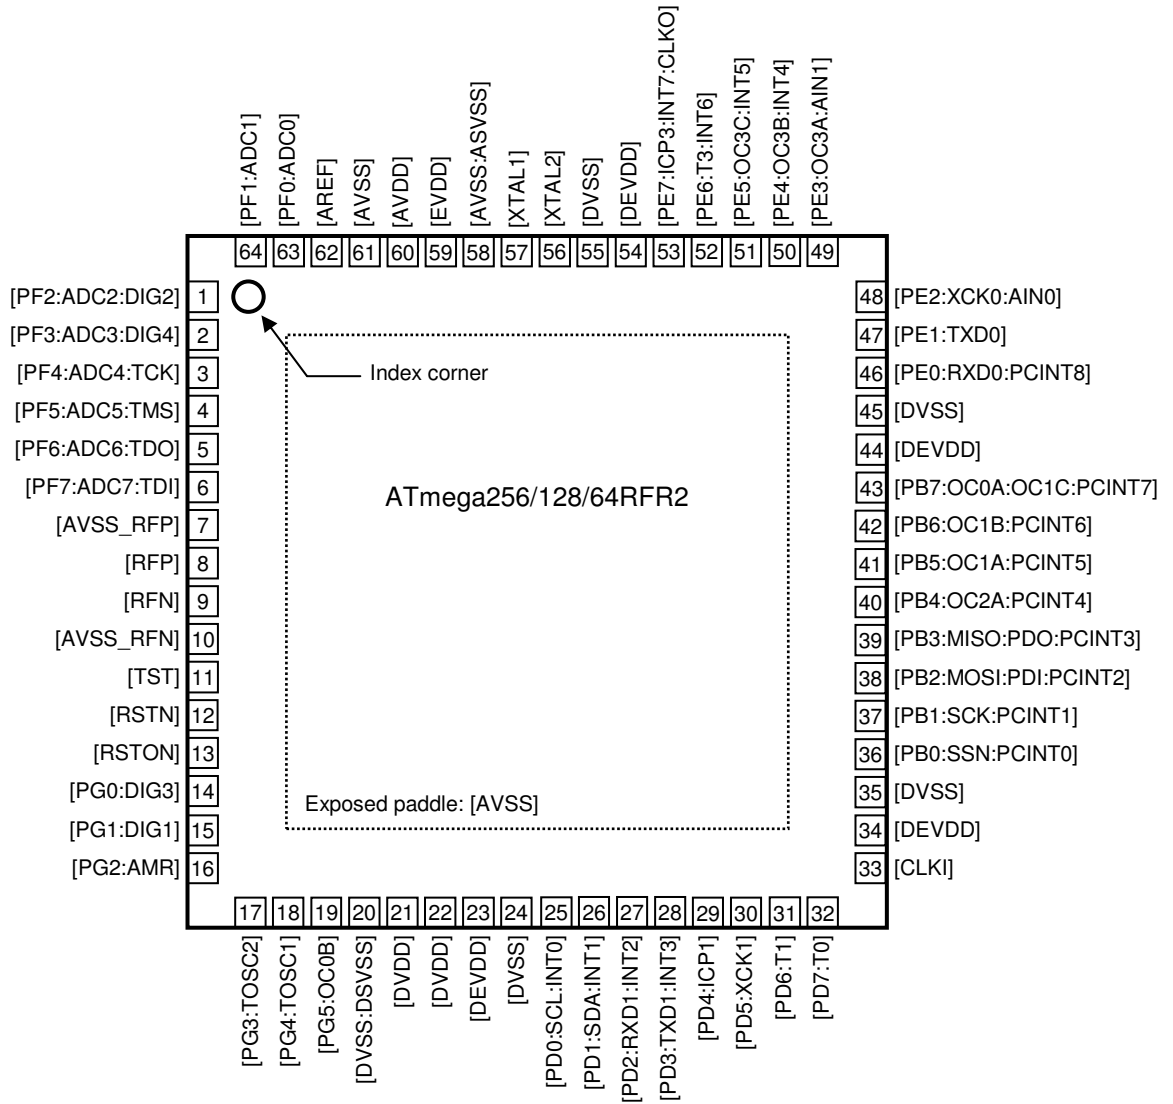 [PF1:ADC1]
[PF0:ADC0]
[AREF]
[AVSS]
[AVDD]
[EVDD]
[AVSS:ASVSS]
[XTAL1]
[XTAL2]
[DVSS]
[DEVDD]
[PE7:ICP3:INT7:CLKO]
[PE6:T3:INT6]
[PE5:OC3C:INT5]
[PE4:OC3B:INT4]
[PE3:OC3A:AIN1]
64 63 62 61 60 59 58 57 56 55 54 53 52 51 50 49
[PF2:ADC2:DIG2] 1
[PF3:ADC3:DIG4] 2
[PF4:ADC4:TCK] 3
[PF5:ADC5:TMS] 4
[PF6:ADC6:TDO] 5
[PF7:ADC7:TDI] 6
[AVSS_RFP] 7
[RFP] 8
[RFN] 9
[AVSS_RFN] 10
[TST] 11
[RSTN] 12
[RSTON] 13
[PG0:DIG3] 14
[PG1:DIG1] 15
[PG2:AMR] 16
Index corner
ATmega256/128/64RFR2
Exposed paddle: [AVSS]
48 [PE2:XCK0:AIN0]
47 [PE1:TXD0]
46 [PE0:RXD0:PCINT8]
45 [DVSS]
44 [DEVDD]
43 [PB7:OC0A:OC1C:PCINT7]
42 [PB6:OC1B:PCINT6]
41 [PB5:OC1A:PCINT5]
40 [PB4:OC2A:PCINT4]
39 [PB3:MISO:PDO:PCINT3]
38 [PB2:MOSI:PDI:PCINT2]
37 [PB1:SCK:PCINT1]
36 [PB0:SSN:PCINT0]
35 [DVSS]
34 [DEVDD]
33 [CLKI]
17 18 19 20 21 22 23 24 25 26 27 28 29 30 31 32
[PG3:TOSC2]
[PG4:TOSC1]
[PG5:OC0B]
[DVSS:DSVSS]
[DVDD]
[DVDD]
[DEVDD]
[DVSS]
[PD0:SCL:INT0]
[PD1:SDA:INT1]
[PD2:RXD1:INT2]
[PD3:TXD1:INT3]
[PD4:ICP1]
[PD5:XCK1]
[PD6:T1]
[PD7:T0]